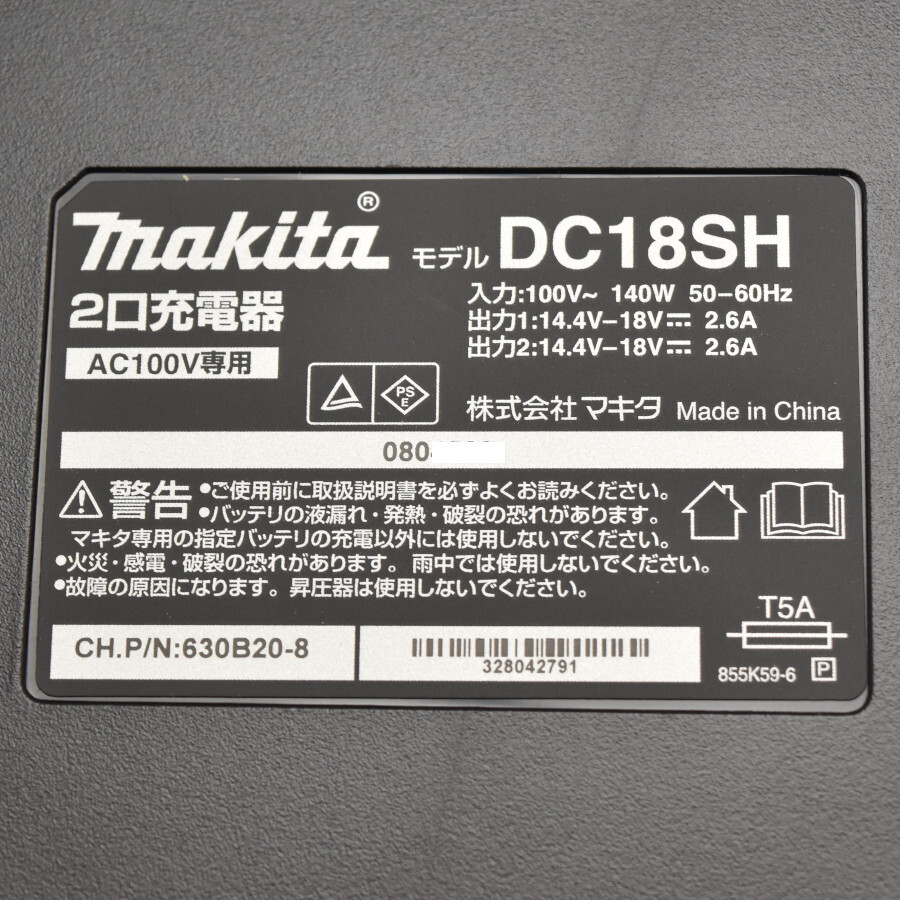 makita®
モデル DC18SH
2口充電器
AC100V専用
入力:100V~ 140W 50-60Hz
出力1:14.4V-18V⎓ 2.6A
出力2:14.4V-18V⎓ 2.6A
PS
E
株式会社マキタ Made in China
080
警告 •ご使用前に取扱説明書を必ずよくお読みください。
•バッテリの液漏れ・発熱・破裂の恐れがあります。
マキタ専用の指定バッテリの充電以外には使用しないでください。
•火災・感電・破裂の恐れがあります。雨中では使用しないでください。
•故障の原因になります。昇圧器は使用しないでください。
CH.P/N:630B20-8
328042791
T5A
855K59-6 P